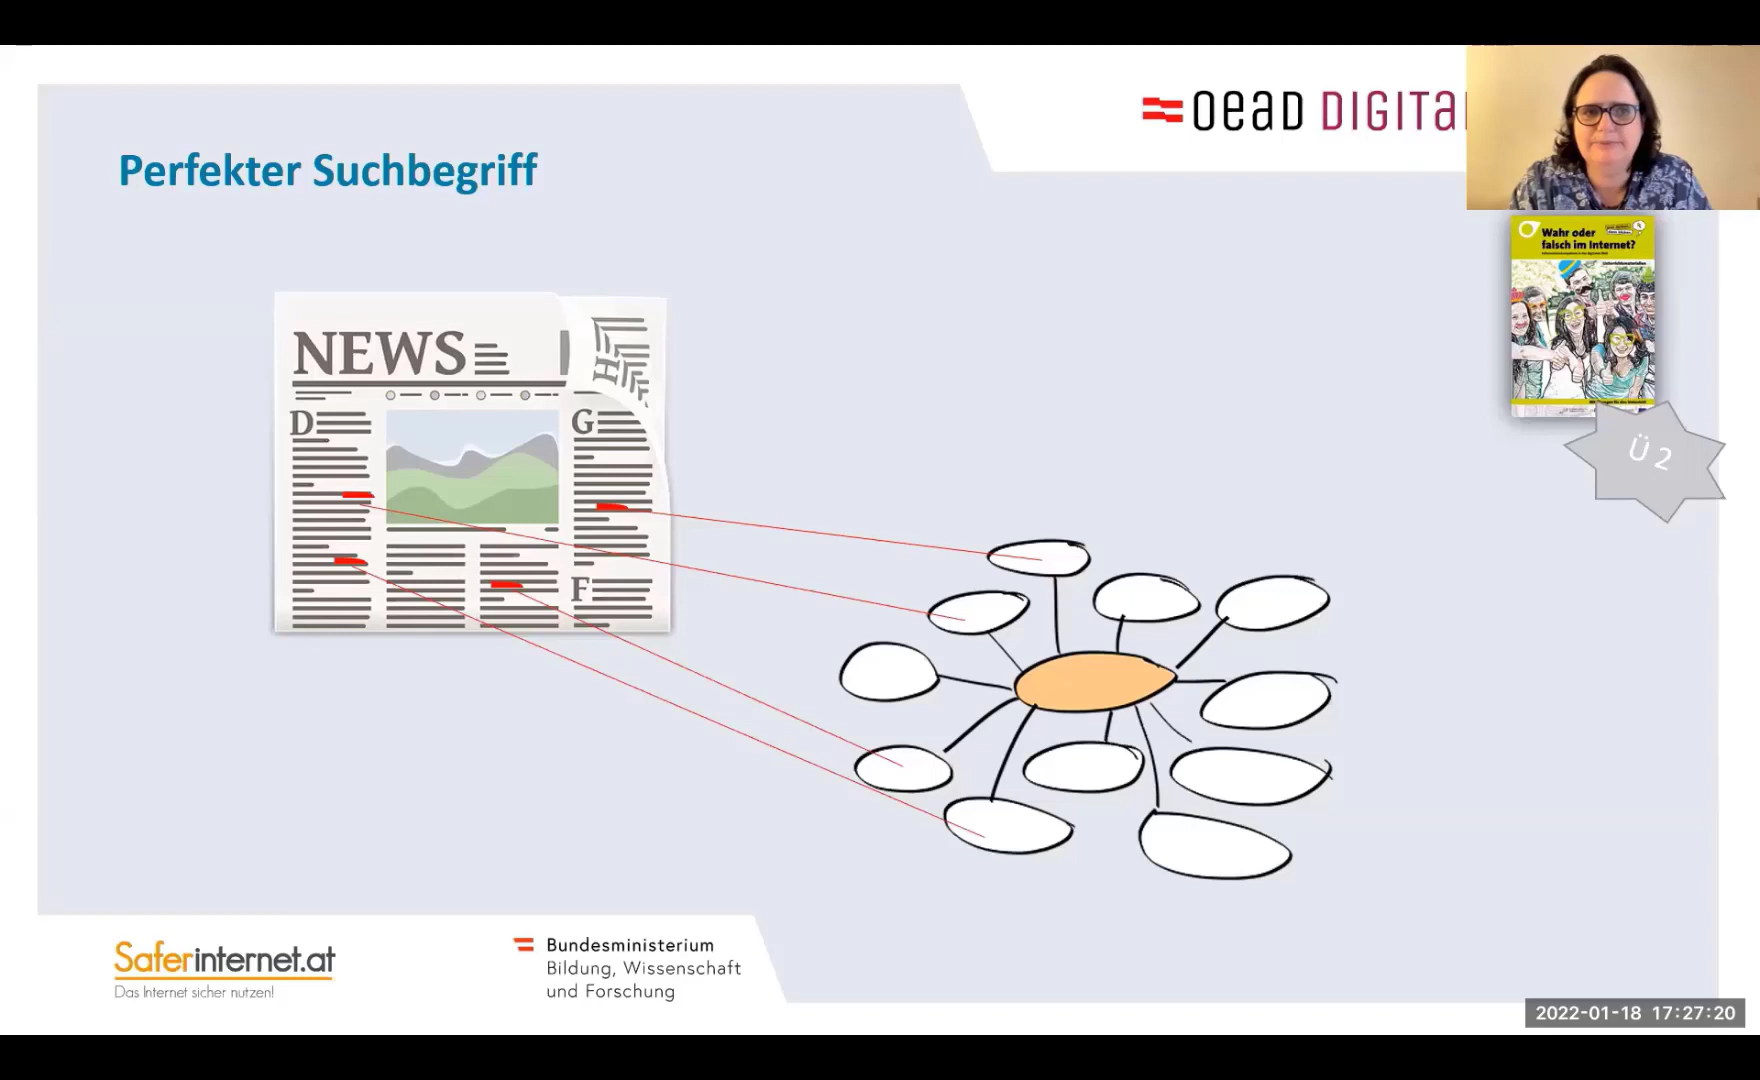 OeAD DIGITA
Perfekter Suchbegriff
Wahr oder
falsch im Internet?
NEWS
D
G
F
H
Ü 2
Saferinternet.at
Das Internet sicher nutzen!
Bundesministerium
Bildung, Wissenschaft
und Forschung
2022-01-18 17:27:20